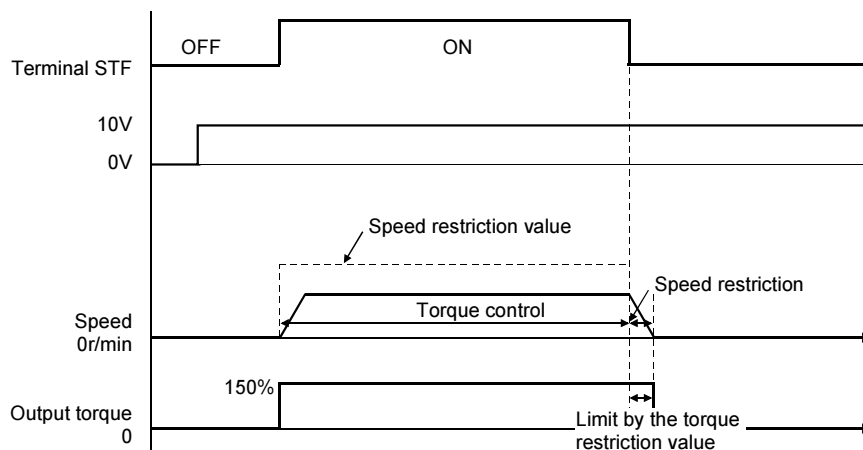 OFF
ON
Terminal STF
10V
0V
Speed restriction value
Speed restriction
Torque control
Speed
0r/min
150%
Output torque
0
Limit by the torque
restriction value